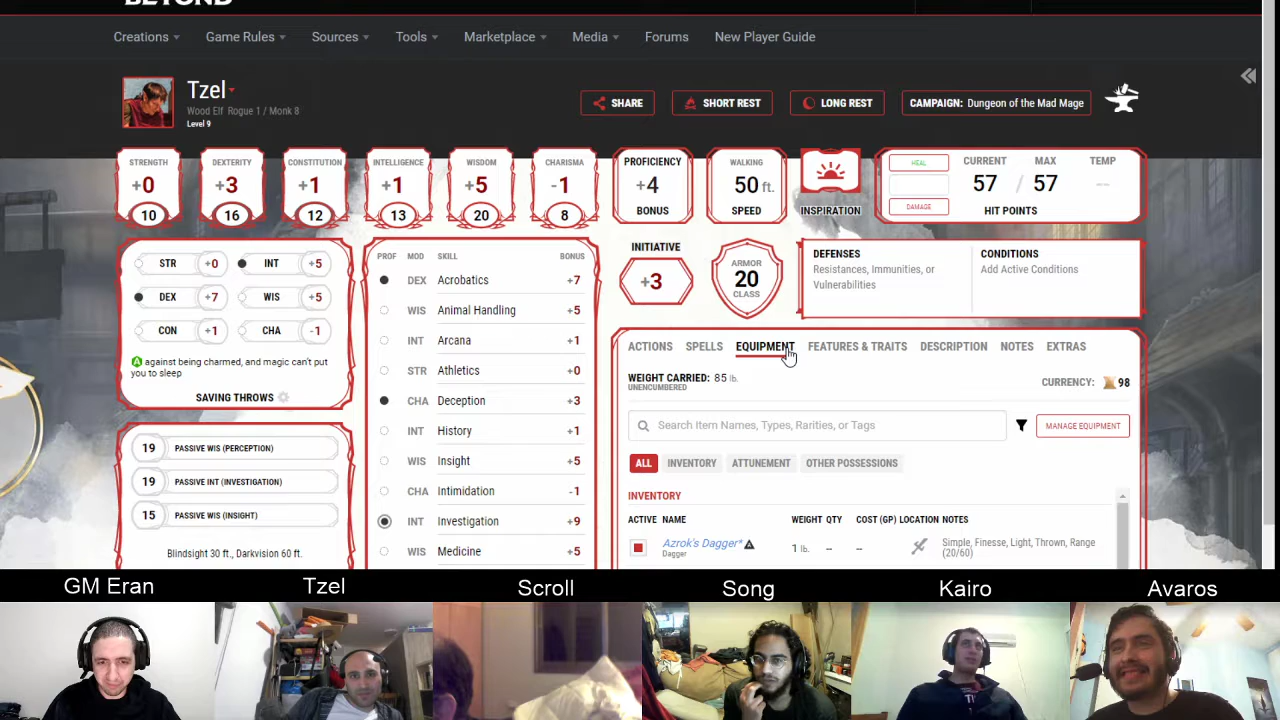 BEYOND
Creations Game Rules Sources Tools Marketplace Media Forums New Player Guide
Tzel
Wood Elf Rogue 1 / Monk 8
Level 9
SHARE SHORT REST LONG REST CAMPAIGN: Dungeon of the Mad Mage
STRENGTH +0 10
DEXTERITY +3 16
CONSTITUTION +1 12
INTELLIGENCE +1 13
WISDOM +5 20
CHARISMA -1 8
PROFICIENCY +4 BONUS
WALKING 50 ft. SPEED
INSPIRATION
HEAL
DAMAGE
CURRENT MAX TEMP
57 / 57 --
HIT POINTS
STR +0 INT +5
DEX +7 WIS +5
CON +1 CHA -1
A against being charmed, and magic can't put
you to sleep
SAVING THROWS
19 PASSIVE WIS (PERCEPTION)
19 PASSIVE INT (INVESTIGATION)
15 PASSIVE WIS (INSIGHT)
Blindsight 30 ft., Darkvision 60 ft.
PROF MOD SKILL BONUS
DEX Acrobatics +7
WIS Animal Handling +5
INT Arcana +1
STR Athletics +0
CHA Deception +3
INT History +1
WIS Insight +5
CHA Intimidation -1
INT Investigation +9
WIS Medicine +5
INITIATIVE
+3
ARMOR
20
CLASS
DEFENSES
Resistances, Immunities, or
Vulnerabilities
CONDITIONS
Add Active Conditions
ACTIONS SPELLS EQUIPMENT FEATURES & TRAITS DESCRIPTION NOTES EXTRAS
WEIGHT CARRIED: 85 lb.
UNENCUMBERED
CURRENCY: 98
Search Item Names, Types, Rarities, or Tags
MANAGE EQUIPMENT
ALL INVENTORY ATTUNEMENT OTHER POSSESSIONS
INVENTORY
ACTIVE NAME WEIGHT QTY COST (GP) LOCATION NOTES
Azrok's Dagger* 1 lb. -- -- Simple, Finesse, Light, Thrown, Range
Dagger (20/60)
GM Eran Tzel Scroll Song Kairo Avaros